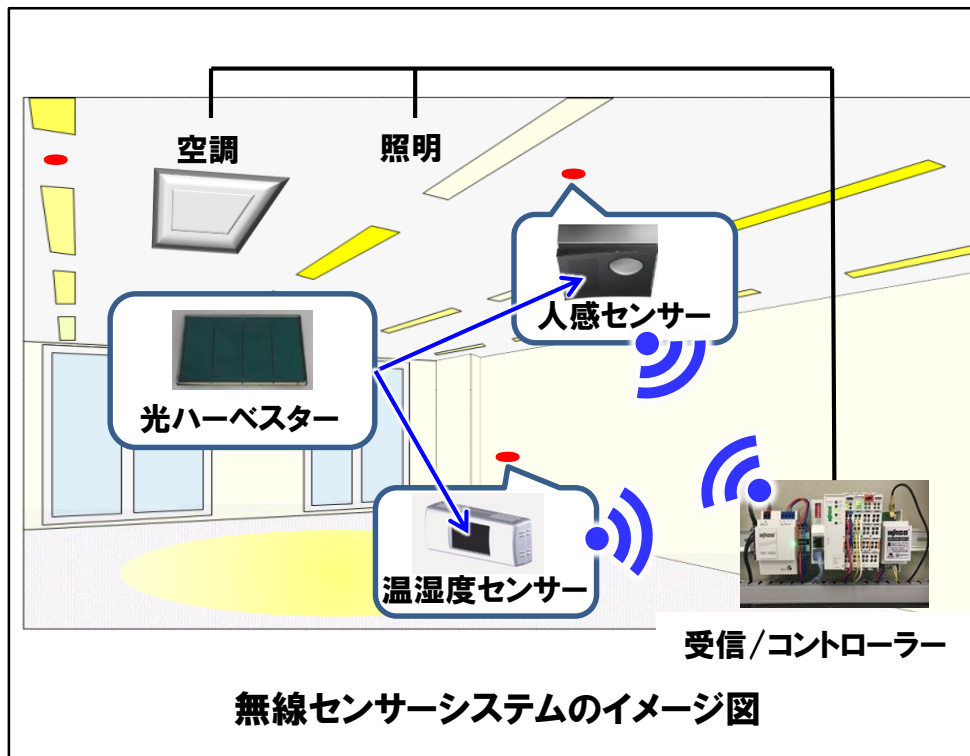 空調
照明
人感センサー
光ハーベスター
温湿度センサー
WAGO
受信/コントローラー
無線センサーシステムのイメージ図